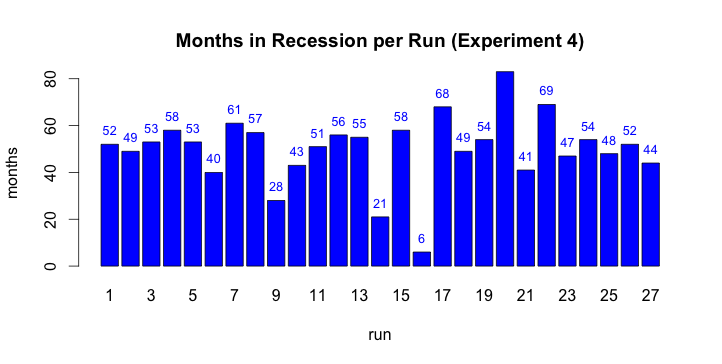 Months in Recession per Run (Experiment 4)
months
80
60
40
20
0
52 49 53 58 53 40 61 57 28 43 51 56 55 21 58 6 68 49 54 41 69 47 54 48 52 44
1 3 5 7 9 11 13 15 17 19 21 23 25 27
run